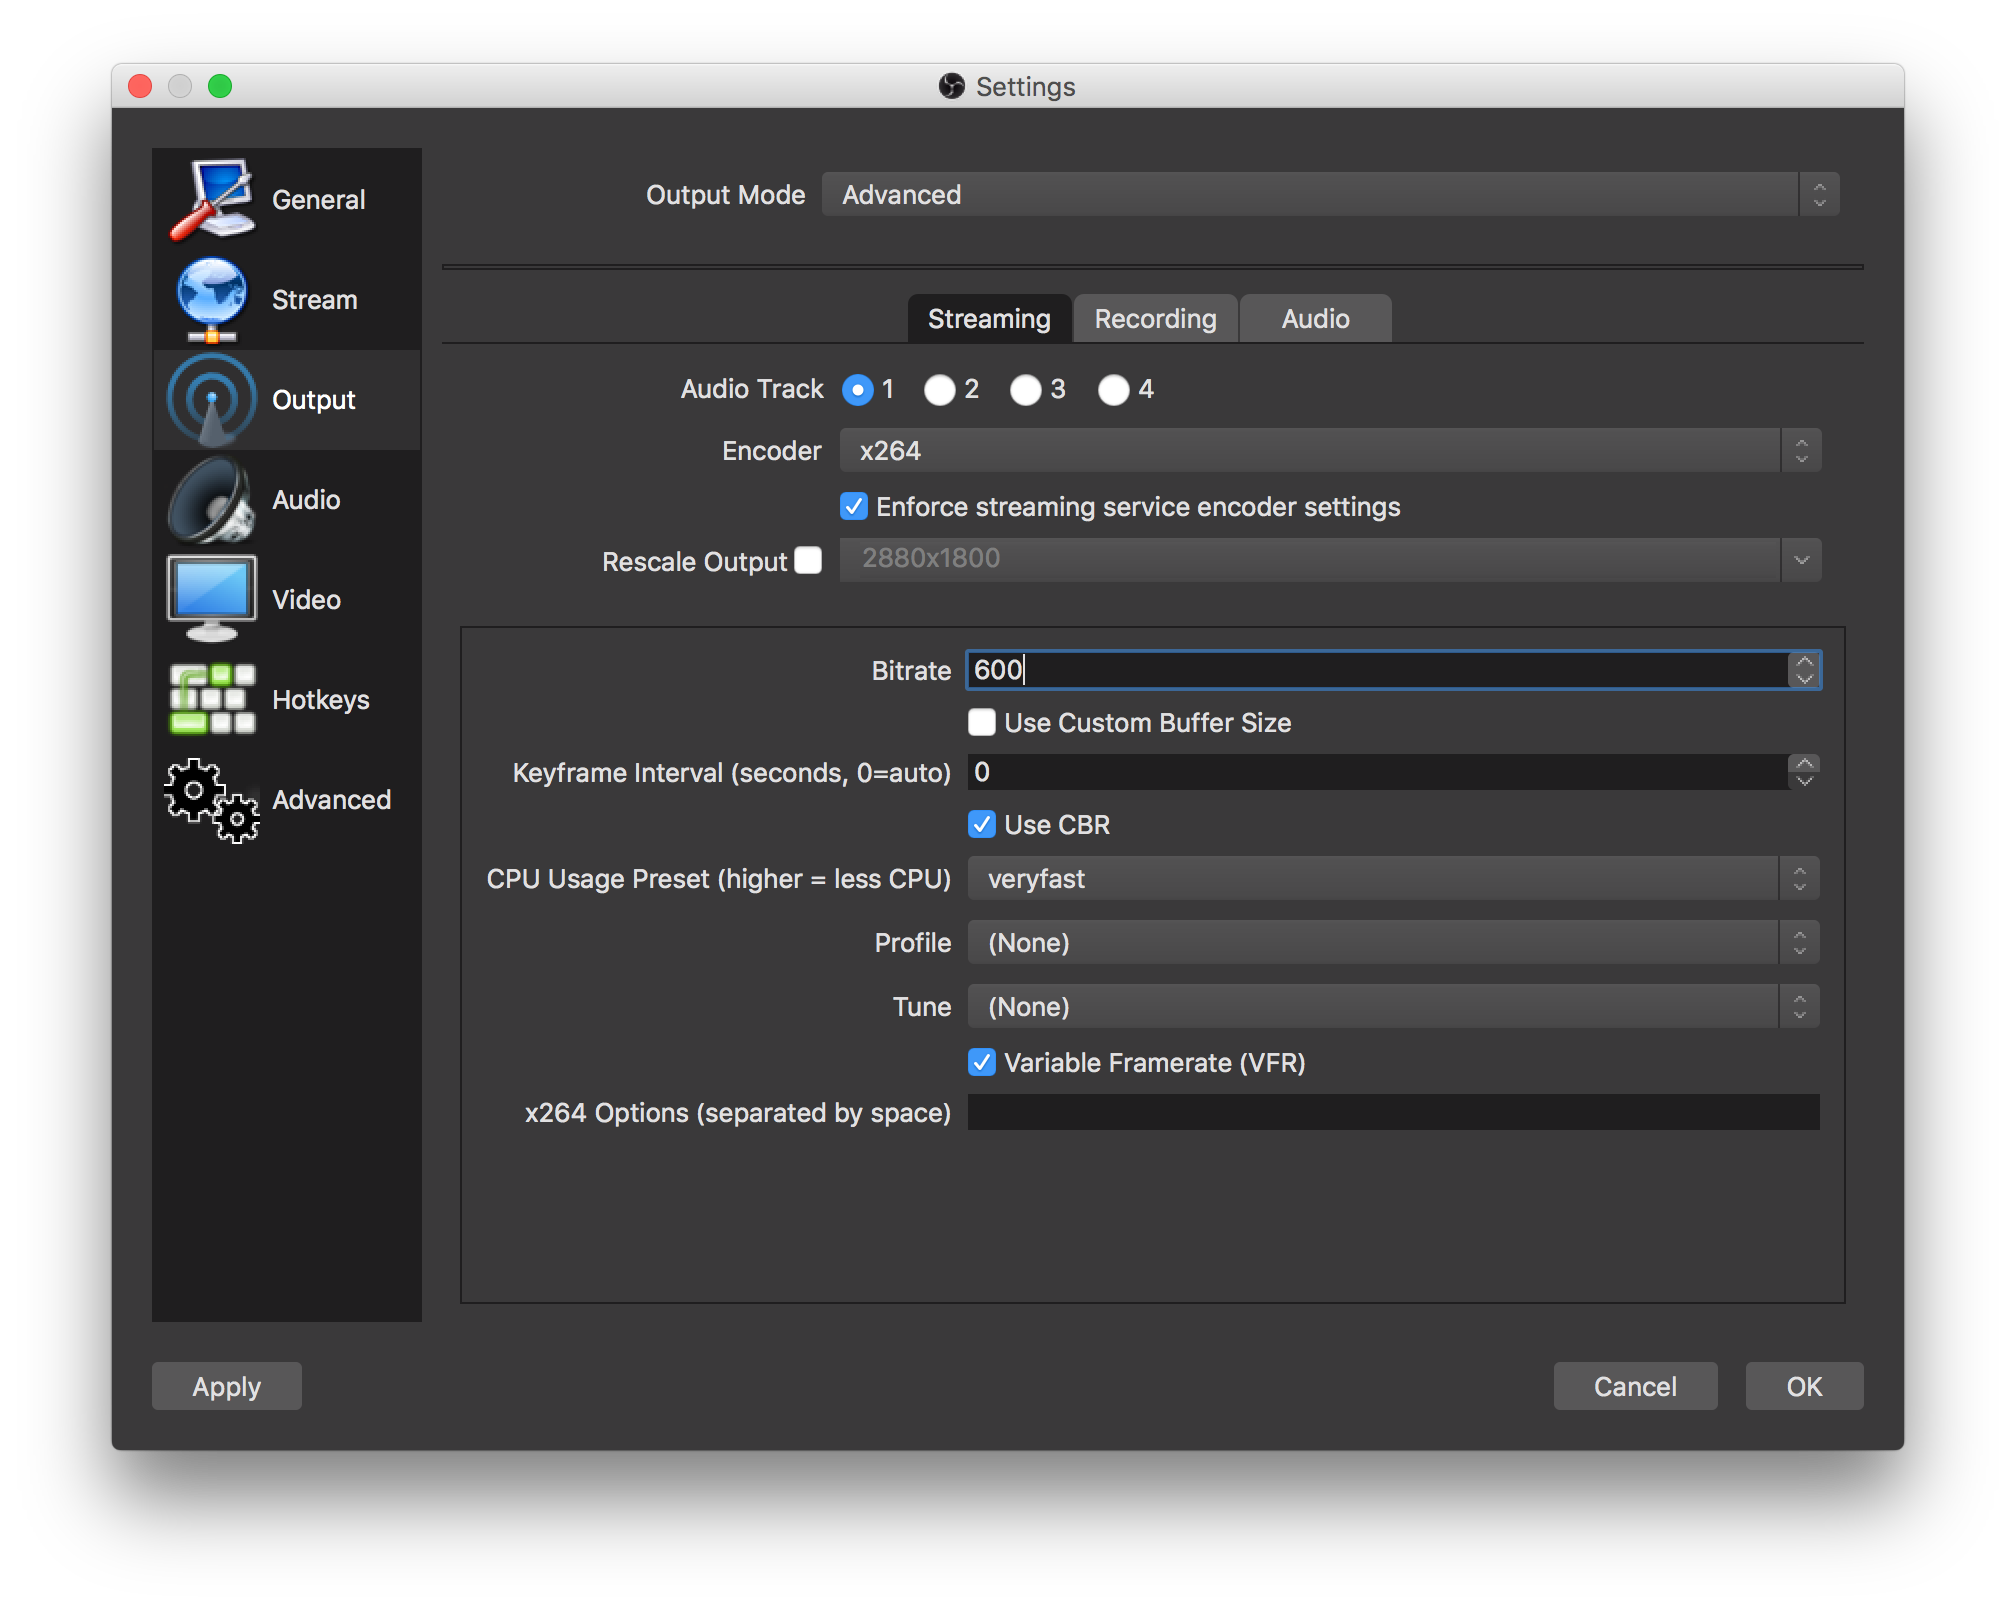 Settings
General
Stream
Output
Audio
Video
Hotkeys
Advanced
Output Mode Advanced
Streaming Recording Audio
Audio Track 1 2 3 4
Encoder x264
Enforce streaming service encoder settings
Rescale Output 2880x1800
Bitrate 600
Use Custom Buffer Size
Keyframe Interval (seconds, 0=auto) 0
Use CBR
CPU Usage Preset (higher = less CPU) veryfast
Profile (None)
Tune (None)
Variable Framerate (VFR)
x264 Options (separated by space)
Apply Cancel OK